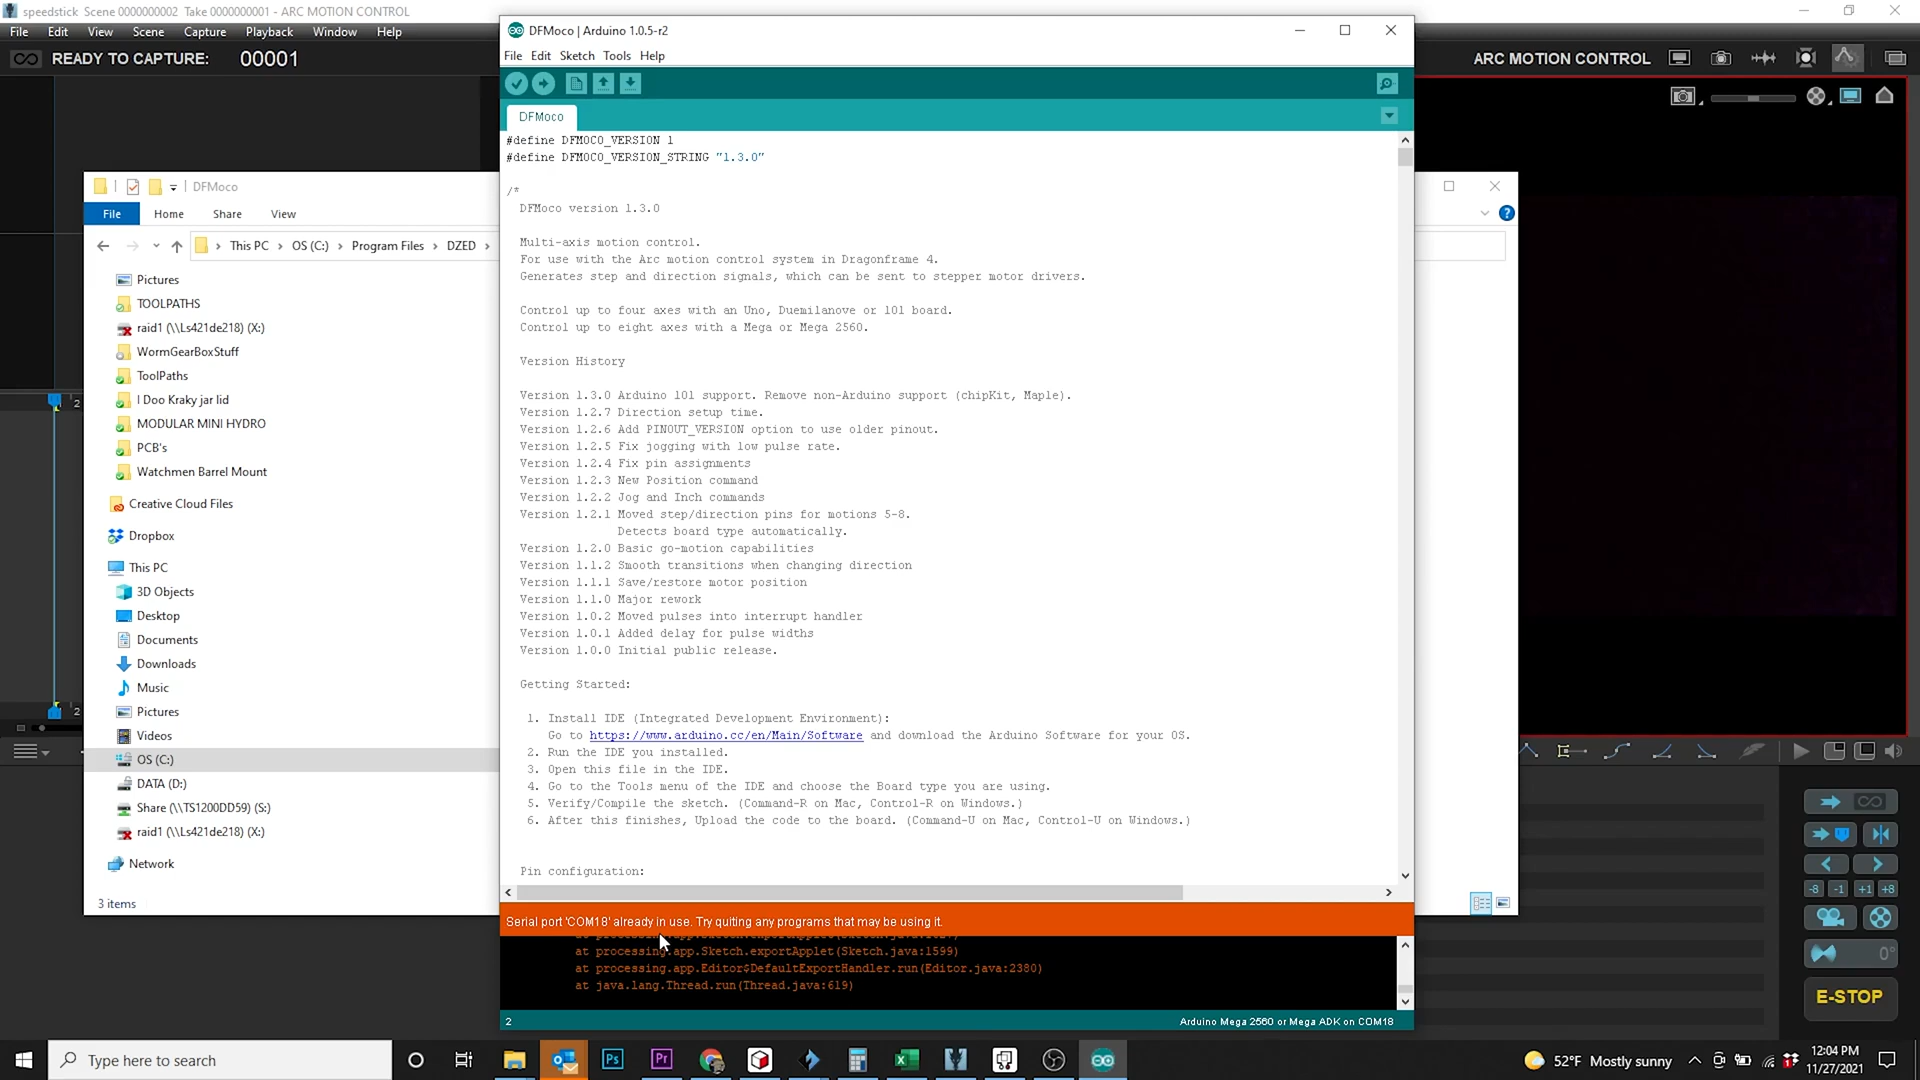 speedstick Scene 0000000002 Take 0000000001 - ARC MOTION CONTROL
File Edit View Scene Capture Playback Window Help
READY TO CAPTURE: 00001
ARC MOTION CONTROL
DFMoco | Arduino 1.0.5-r2
File Edit Sketch Tools Help
DFMoco
#define DFMOCO_VERSION 1
#define DFMOCO_VERSION_STRING "1.3.0"
/*
DFMoco version 1.3.0
Multi-axis motion control.
For use with the Arc motion control system in Dragonframe 4.
Generates step and direction signals, which can be sent to stepper motor drivers.
Control up to four axes with an Uno, Duemilanove or 101 board.
Control up to eight axes with a Mega or Mega 2560.
Version History
Version 1.3.0 Arduino 101 support. Remove non-Arduino support (chipKit, Maple).
Version 1.2.7 Direction setup time.
Version 1.2.6 Add PINOUT_VERSION option to use older pinout.
Version 1.2.5 Fix jogging with low pulse rate.
Version 1.2.4 Fix pin assignments
Version 1.2.3 New Position command
Version 1.2.2 Jog and Inch commands
Version 1.2.1 Moved step/direction pins for motions 5-8.
Detects board type automatically.
Version 1.2.0 Basic go-motion capabilities
Version 1.1.2 Smooth transitions when changing direction
Version 1.1.1 Save/restore motor position
Version 1.1.0 Major rework
Version 1.0.2 Moved pulses into interrupt handler
Version 1.0.1 Added delay for pulse widths
Version 1.0.0 Initial public release.
Getting Started:
1. Install IDE (Integrated Development Environment):
Go to https://www.arduino.cc/en/Main/Software and download the Arduino Software for your OS.
2. Run the IDE you installed.
3. Open this file in the IDE.
4. Go to the Tools menu of the IDE and choose the Board type you are using.
5. Verify/Compile the sketch. (Command-R on Mac, Control-R on Windows.)
6. After this finishes, Upload the code to the board. (Command-U on Mac, Control-U on Windows.)
Pin configuration:
Serial port 'COM18' already in use. Try quiting any programs that may be using it.
at processing.app.Sketch.exportApplet(Sketch.java:1599)
at processing.app.Editor$DefaultExportHandler.run(Editor.java:2380)
at java.lang.Thread.run(Thread.java:619)
2
Arduino Mega 2560 or Mega ADK on COM18
DFMoco
File Home Share View
This PC OS (C:) Program Files DZED
Pictures
TOOLPATHS
raid1 (\\Ls421de218) (X:)
WormGearBoxStuff
ToolPaths
I Doo Kraky jar lid
MODULAR MINI HYDRO
PCB's
Watchmen Barrel Mount
Creative Cloud Files
Dropbox
This PC
3D Objects
Desktop
Documents
Downloads
Music
Pictures
Videos
OS (C:)
DATA (D:)
Share (\\TS1200DD59) (S:)
raid1 (\\Ls421de218) (X:)
Network
3 items
2
2
-8 -1 +1 +8
0°
E-STOP
Type here to search
Ps
Pr
52°F Mostly sunny
12:04 PM
11/27/2021